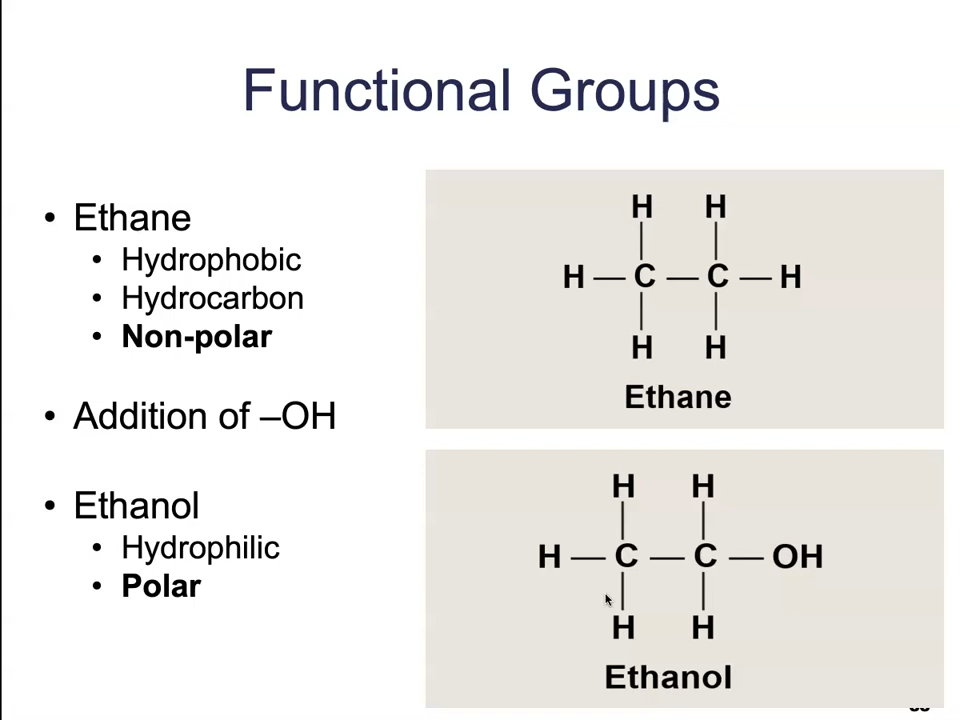 Functional Groups
• Ethane
• Hydrophobic
• Hydrocarbon
• Non-polar
• Addition of –OH
• Ethanol
• Hydrophilic
• Polar
H H
H — C — C — H
H H
Ethane
H H
H — C — C — OH
H H
Ethanol